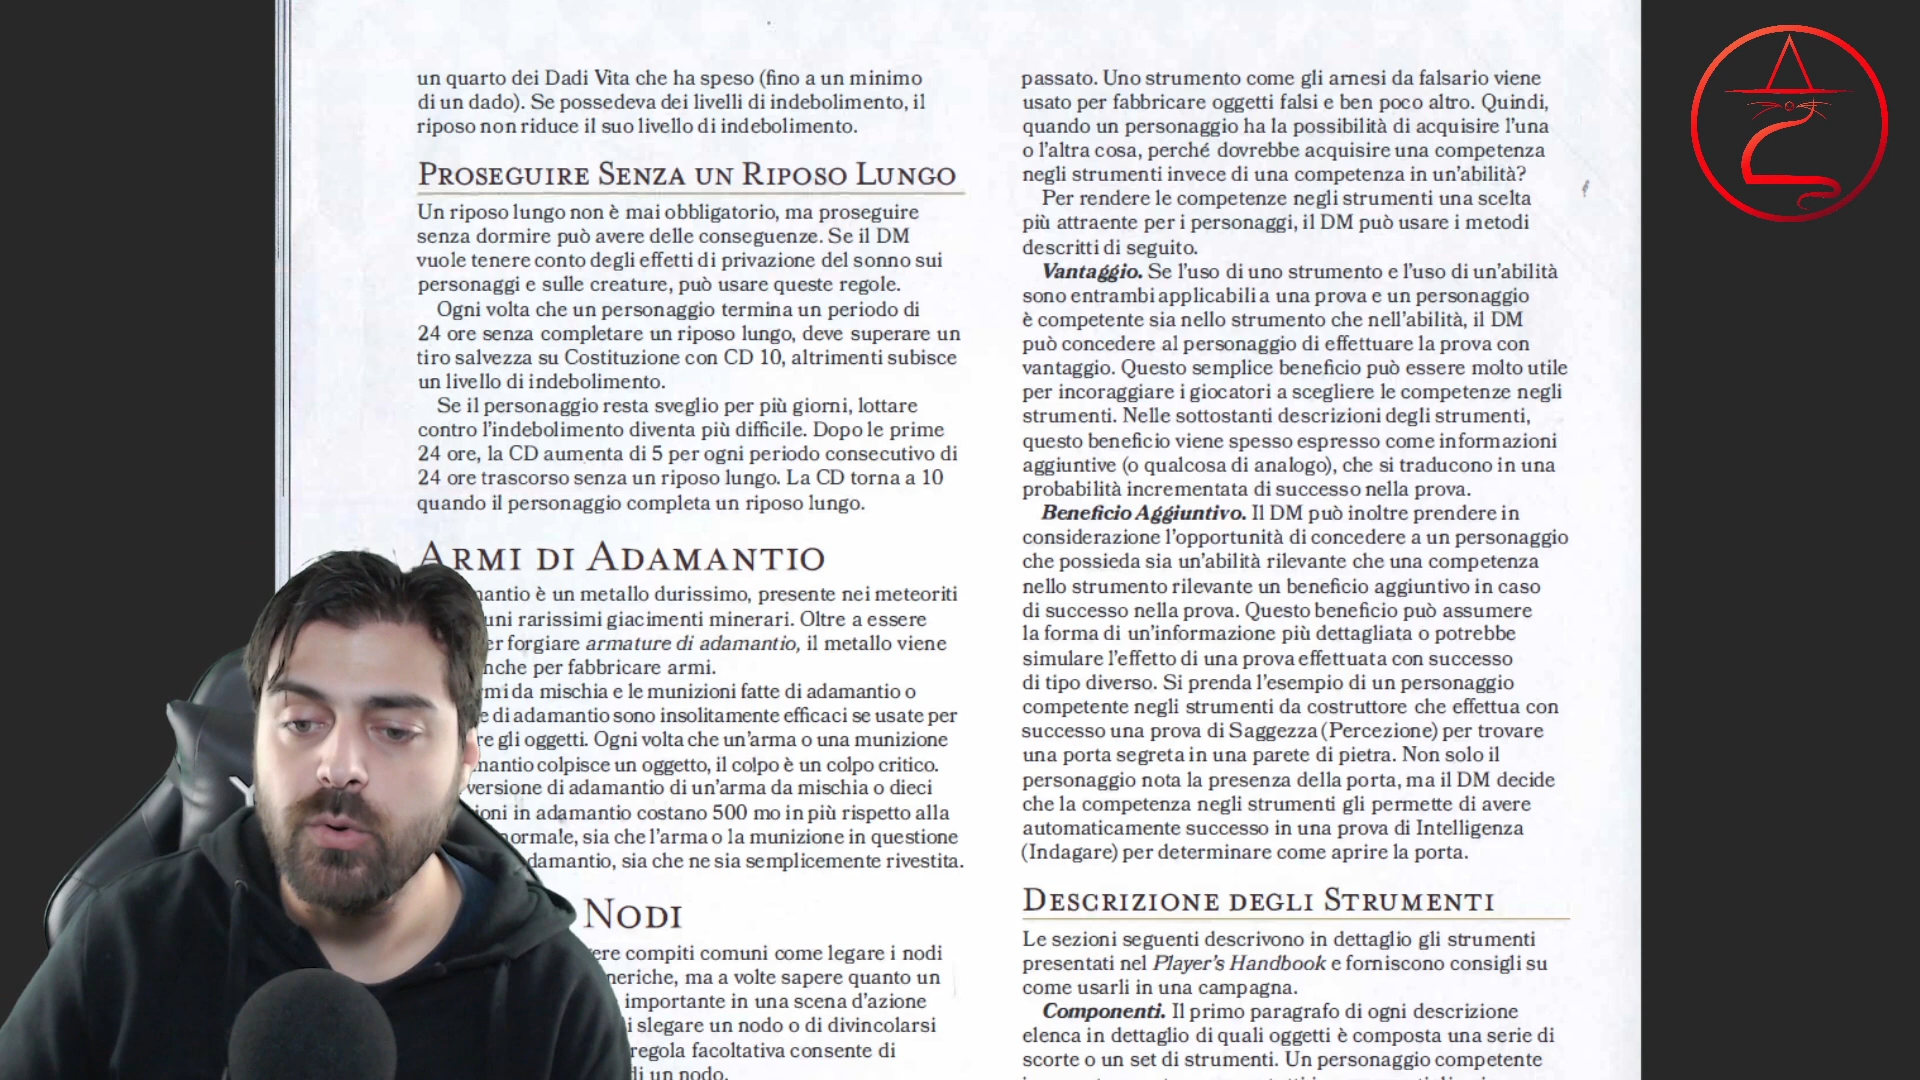 un quarto dei Dadi Vita che ha speso (fino a un minimo
di un dado). Se possedeva dei livelli di indebolimento, il
riposo non riduce il suo livello di indebolimento.
Proseguire Senza un Riposo Lungo
Un riposo lungo non è mai obbligatorio, ma proseguire
senza dormire può avere delle conseguenze. Se il DM
vuole tenere conto degli effetti di privazione del sonno sui
personaggi e sulle creature, può usare queste regole.
Ogni volta che un personaggio termina un periodo di
24 ore senza completare un riposo lungo, deve superare un
tiro salvezza su Costituzione con CD 10, altrimenti subisce
un livello di indebolimento.
Se il personaggio resta sveglio per più giorni, lottare
contro l'indebolimento diventa più difficile. Dopo le prime
24 ore, la CD aumenta di 5 per ogni periodo consecutivo di
24 ore trascorso senza un riposo lungo. La CD torna a 10
quando il personaggio completa un riposo lungo.
Armi di Adamantio
è un metallo durissimo, presente nei meteoriti
rarissimi giacimenti minerari. Oltre a essere
forgiare armature di adamantio, il metallo viene
per fabbricare armi.
da mischia e le munizioni fatte di adamantio o
di adamantio sono insolitamente efficaci se usate per
gli oggetti. Ogni volta che un'arma o una munizione
colpisce un oggetto, il colpo è un colpo critico.
versione di adamantio di un'arma da mischia o dieci
in adamantio costano 500 mo in più rispetto alla
normale, sia che l'arma o la munizione in questione
adamantio, sia che ne sia semplicemente rivestita.
Nodi
compiti comuni come legare i nodi
ma a volte sapere quanto un
importante in una scena d'azione
slegare un nodo o di divincolarsi
regola facoltativa consente di
un nodo.
passato. Uno strumento come gli arnesi da falsario viene
usato per fabbricare oggetti falsi e ben poco altro. Quindi,
quando un personaggio ha la possibilità di acquisire l'una
o l'altra cosa, perché dovrebbe acquisire una competenza
negli strumenti invece di una competenza in un'abilità?
Per rendere le competenze negli strumenti una scelta
più attraente per i personaggi, il DM può usare i metodi
descritti di seguito.
Vantaggio. Se l'uso di uno strumento e l'uso di un'abilità
sono entrambi applicabili a una prova e un personaggio
è competente sia nello strumento che nell'abilità, il DM
può concedere al personaggio di effettuare la prova con
vantaggio. Questo semplice beneficio può essere molto utile
per incoraggiare i giocatori a scegliere le competenze negli
strumenti. Nelle sottostanti descrizioni degli strumenti,
questo beneficio viene spesso espresso come informazioni
aggiuntive (o qualcosa di analogo), che si traducono in una
probabilità incrementata di successo nella prova.
Beneficio Aggiuntivo. Il DM può inoltre prendere in
considerazione l'opportunità di concedere a un personaggio
che possieda sia un'abilità rilevante che una competenza
nello strumento rilevante un beneficio aggiuntivo in caso
di successo nella prova. Questo beneficio può assumere
la forma di un'informazione più dettagliata o potrebbe
simulare l'effetto di una prova effettuata con successo
di tipo diverso. Si prenda l'esempio di un personaggio
competente negli strumenti da costruttore che effettua con
successo una prova di Saggezza (Percezione) per trovare
una porta segreta in una parete di pietra. Non solo il
personaggio nota la presenza della porta, ma il DM decide
che la competenza negli strumenti gli permette di avere
automaticamente successo in una prova di Intelligenza
(Indagare) per determinare come aprire la porta.
Descrizione degli Strumenti
Le sezioni seguenti descrivono in dettaglio gli strumenti
presentati nel Player's Handbook e forniscono consigli su
come usarli in una campagna.
Componenti. Il primo paragrafo di ogni descrizione
elenca in dettaglio di quali oggetti è composta una serie di
scorte o un set di strumenti. Un personaggio competente